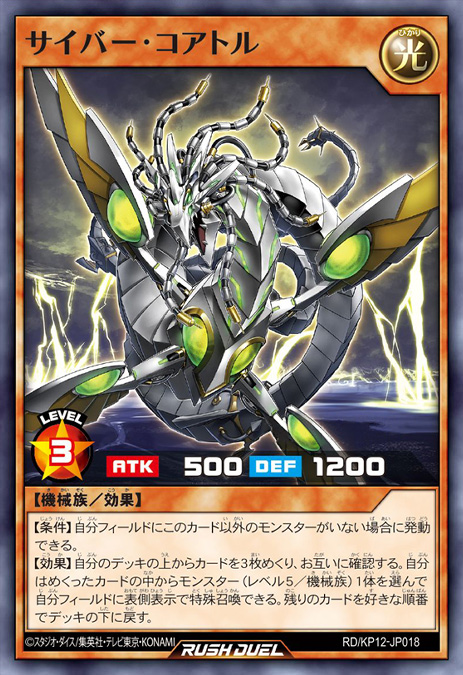 サイバー・コアトル
ひかり
光
LEVEL
3
ATK 500 DEF 1200
【機械族／効果】
【条件】自分フィールドにこのカード以外のモンスターがいない場合に発動
できる。
【効果】自分のデッキの上からカードを3枚めくり、お互いに確認する。自分
はめくったカードの中からモンスター（レベル5／機械族）1体を選んで
自分フィールドに表側表示で特殊召喚できる。残りのカードを好きな順番
でデッキの下に戻す。
©スタジオ・ダイス/集英社・テレビ東京・KONAMI
RUSH DUEL
RD/KP12-JP018